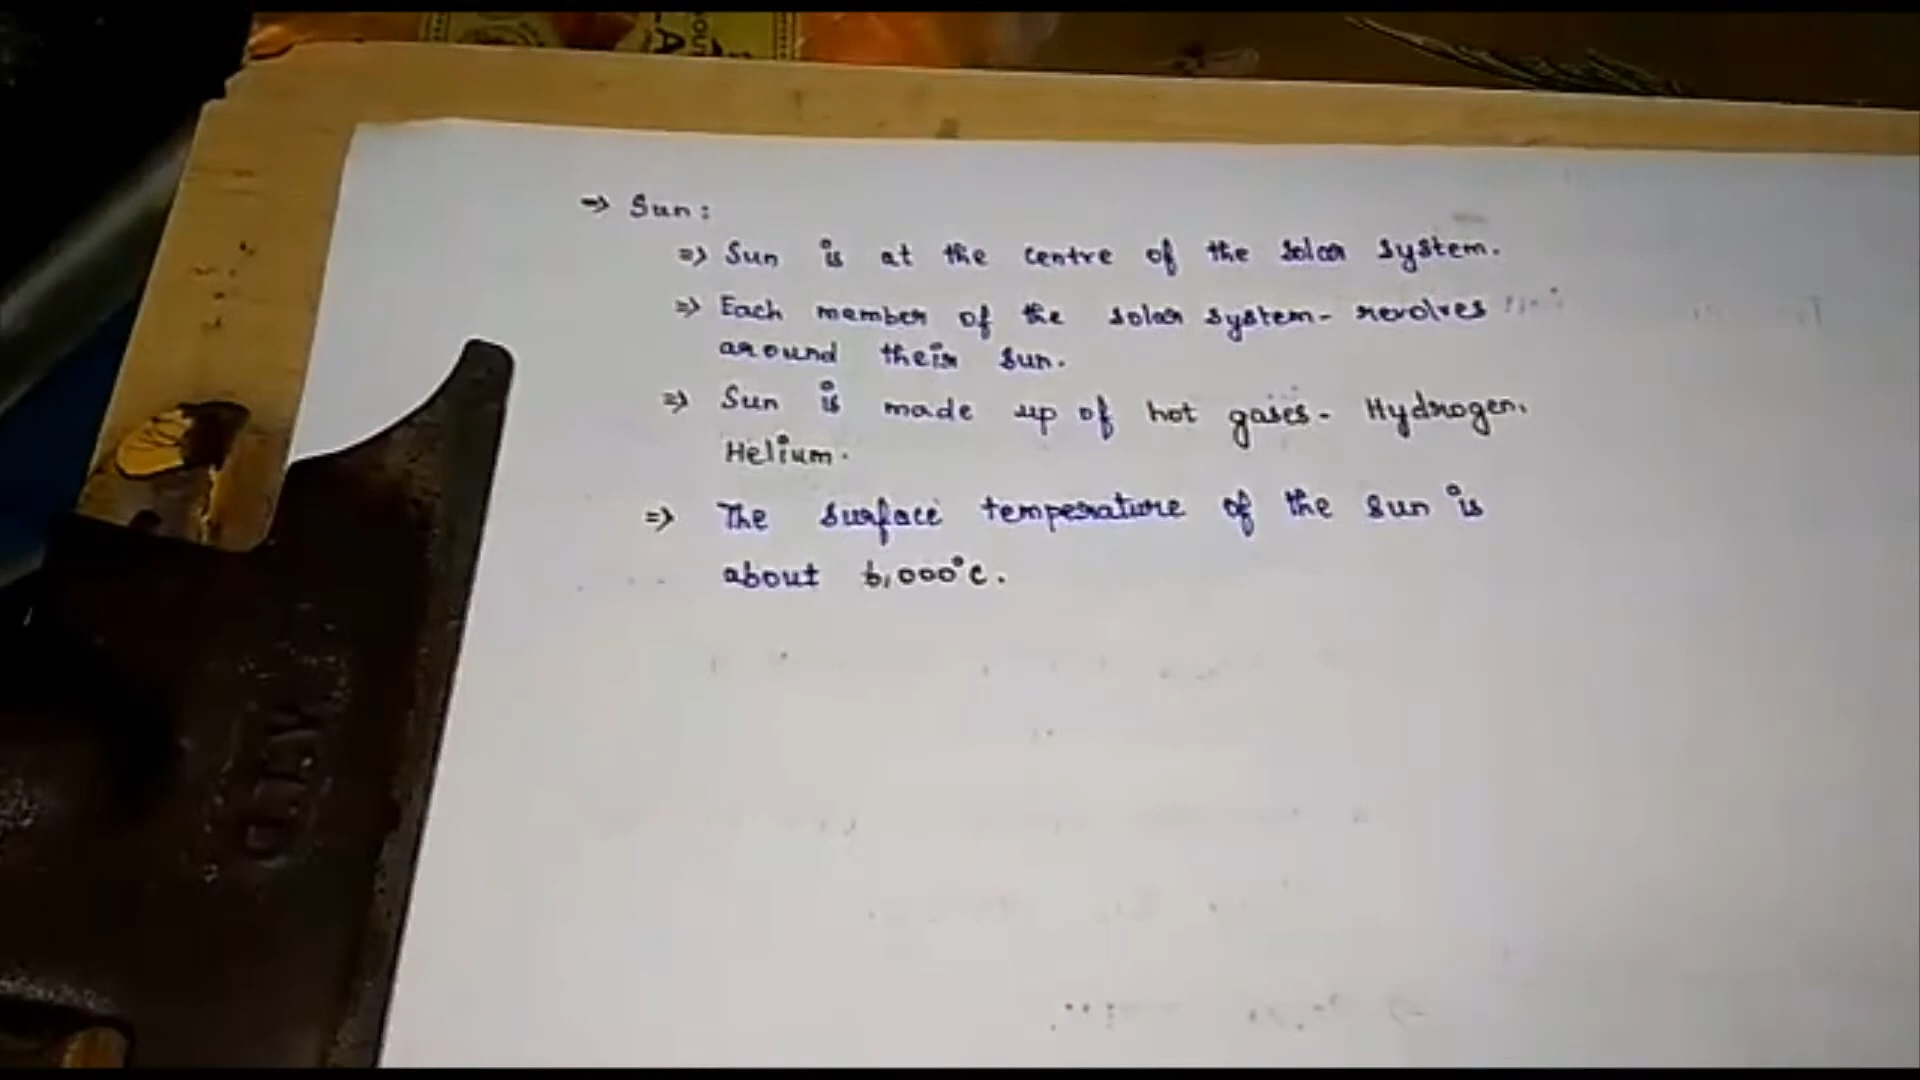 ⇒ Sun:
⇒ Sun is at the centre of the solar system.
⇒ Each member of the solar system - revolves
around their sun.
⇒ Sun is made up of hot gases - Hydrogen,
Helium.
⇒ The surface temperature of the sun is
about 6,000°C.